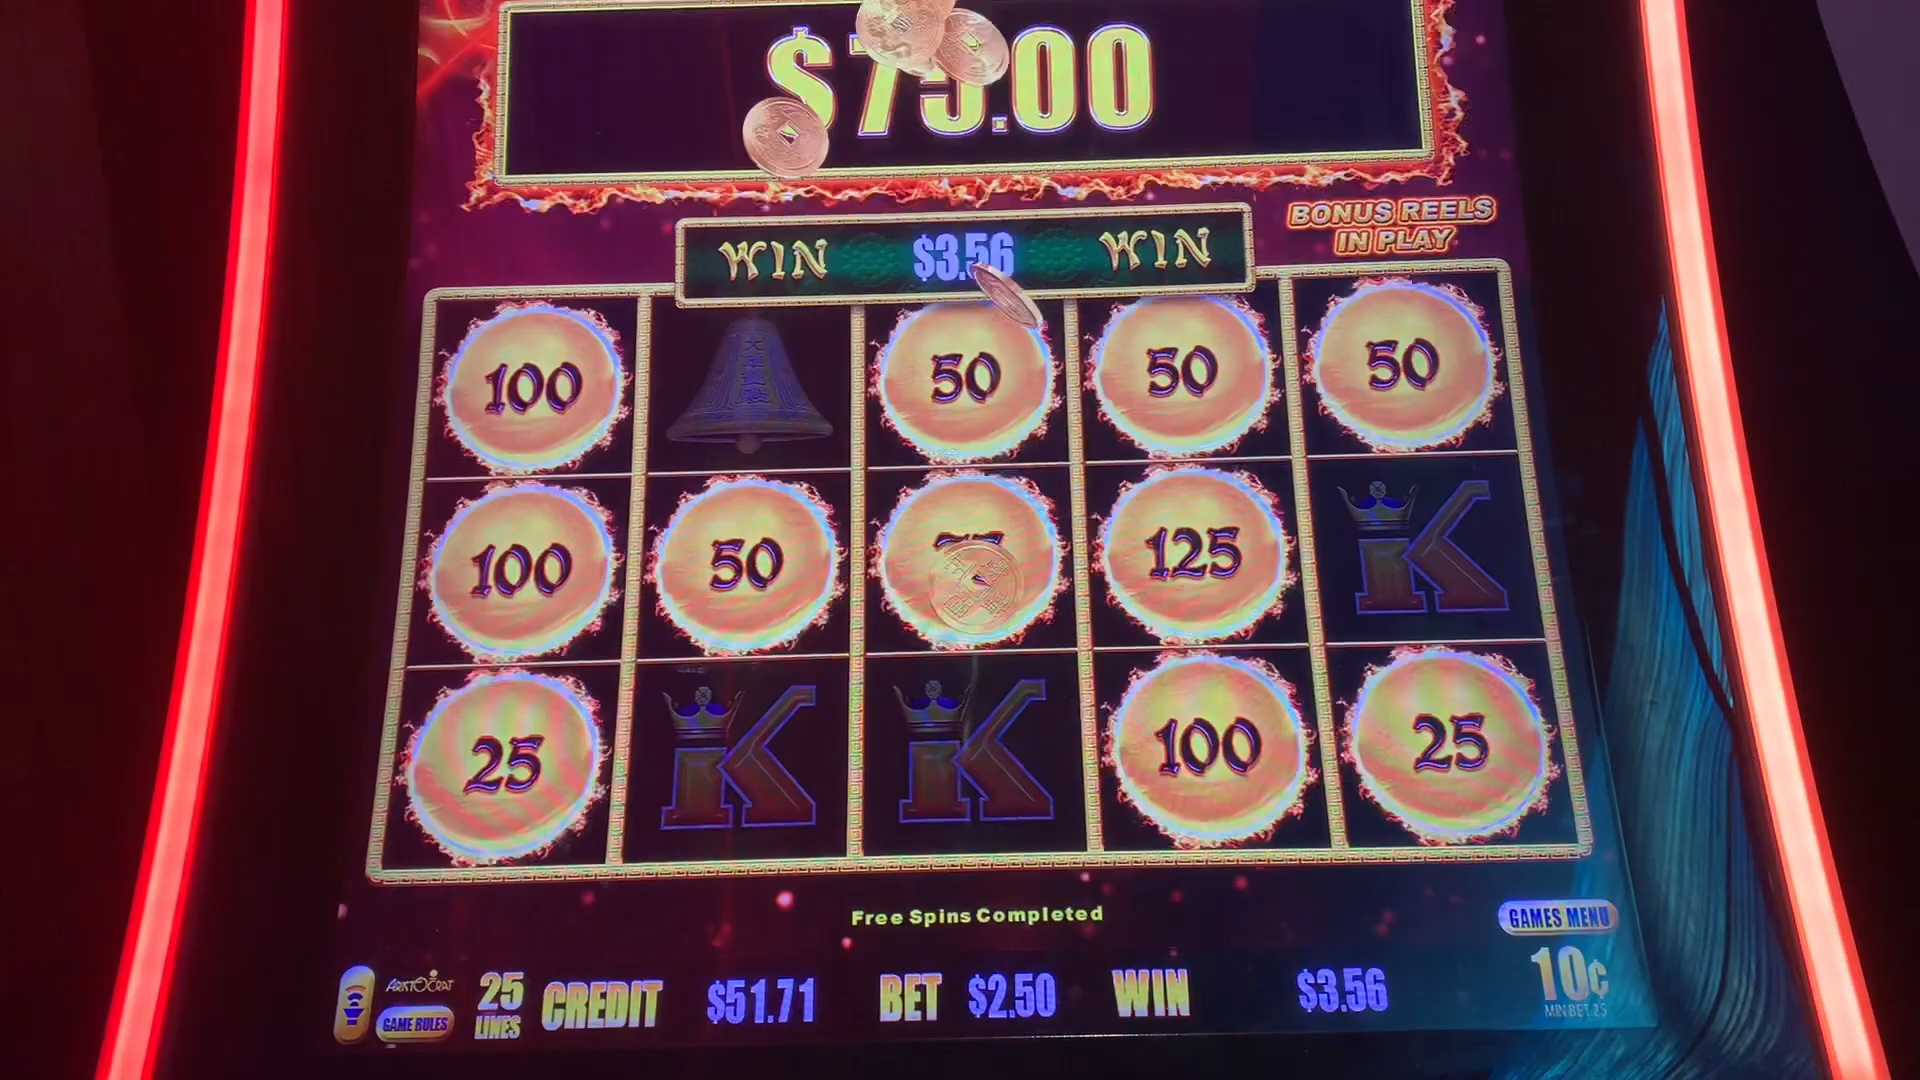 $75.00
WIN $3.56 WIN
BONUS REELS
IN PLAY
100 50 50 50
100 50 125 K
25 K K 100 25
Free Spins Completed
GAMES MENU
ARISTOCRAT
GAME RULES
25
LINES
CREDIT $51.71 BET $2.50 WIN $3.56
10¢
MIN BET 25